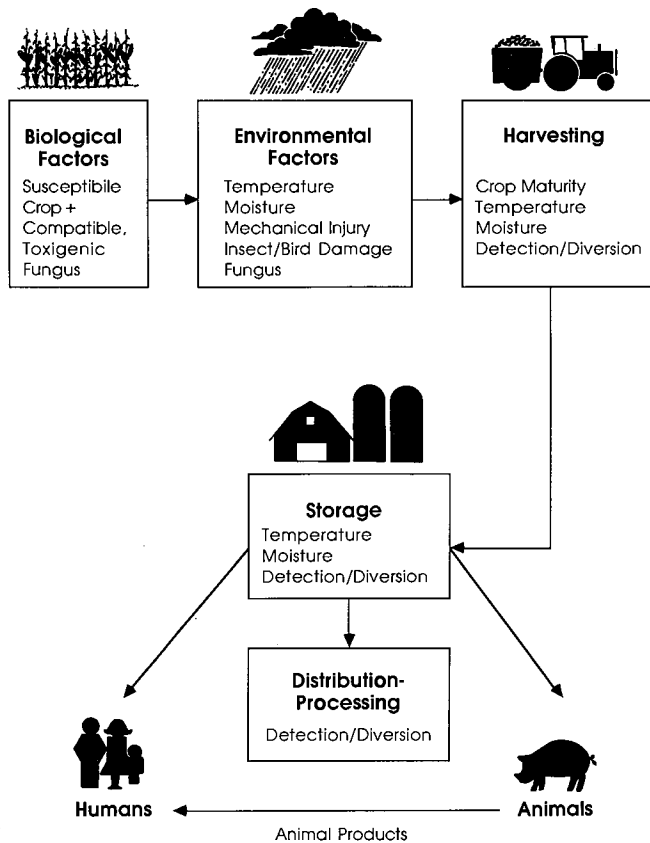 Biological
Factors
Susceptibile
Crop +
Compatible,
Toxigenic
Fungus
Environmental
Factors
Temperature
Moisture
Mechanical Injury
Insect/Bird Damage
Fungus
Harvesting
Crop Maturity
Temperature
Moisture
Detection/Diversion
Storage
Temperature
Moisture
Detection/Diversion
Distribution-
Processing
Detection/Diversion
Humans
Animals
Animal Products